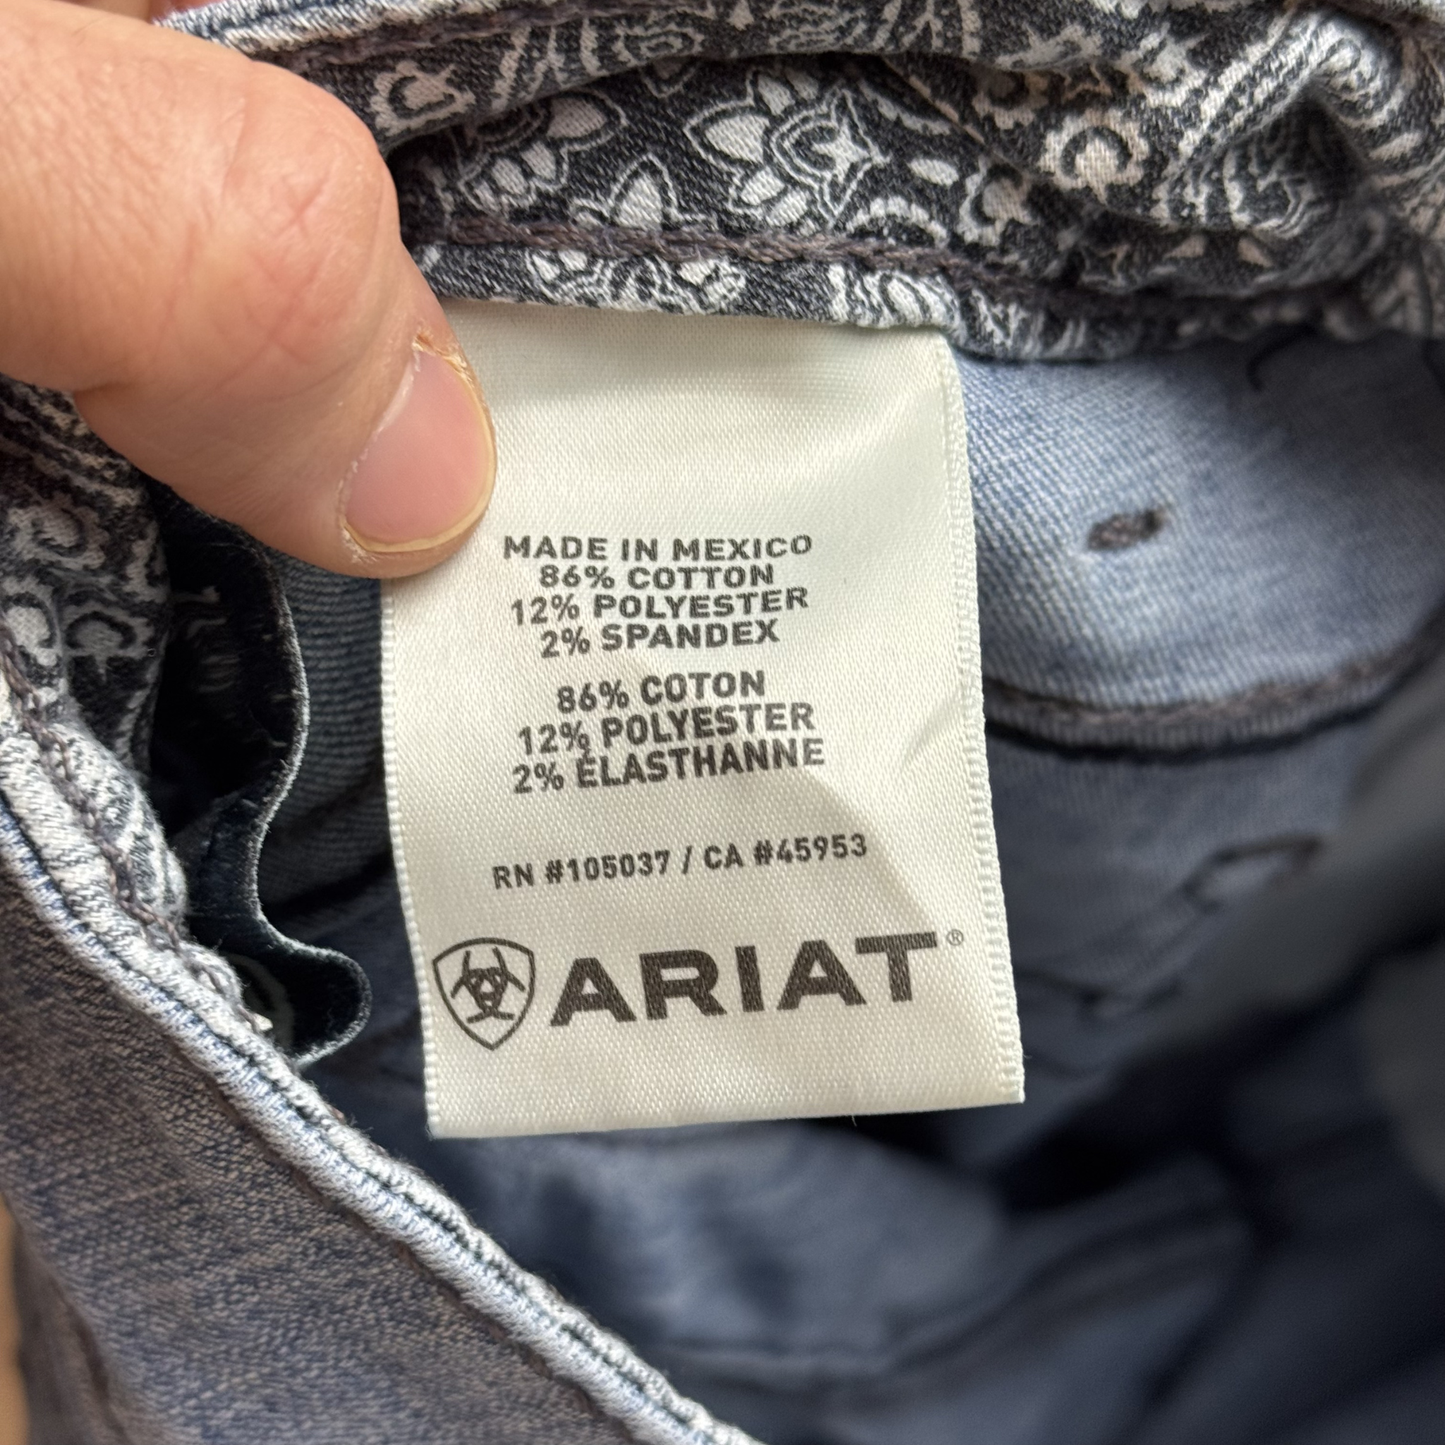 MADE IN MEXICO
86% COTTON
12% POLYESTER
2% SPANDEX
86% COTON
12% POLYESTER
2% ÉLASTHANNE
RN #105037 / CA #45953
ARIAT®